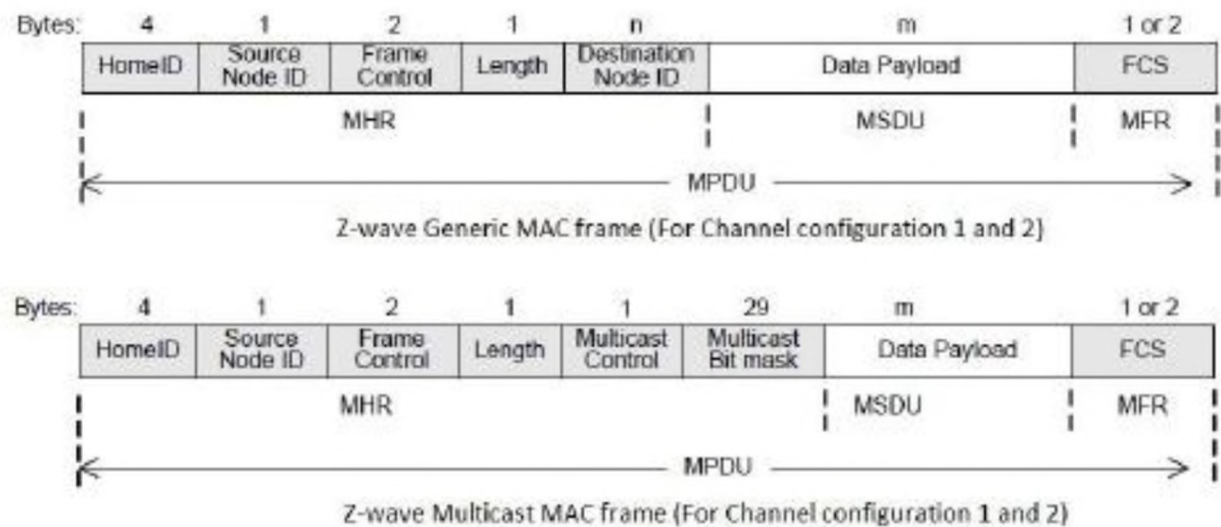 Bytes: 4 1 2 1 n m 1 or 2
HomeID Source Node ID Frame Control Length Destination Node ID Data Payload FCS
MHR MSDU MFR
MPDU
Z-wave Generic MAC frame (For Channel configuration 1 and 2)
Bytes: 4 1 2 1 1 29 m 1 or 2
HomeID Source Node ID Frame Control Length Multicast Control Multicast Bit mask Data Payload FCS
MHR MSDU MFR
MPDU
Z-wave Multicast MAC frame (For Channel configuration 1 and 2)